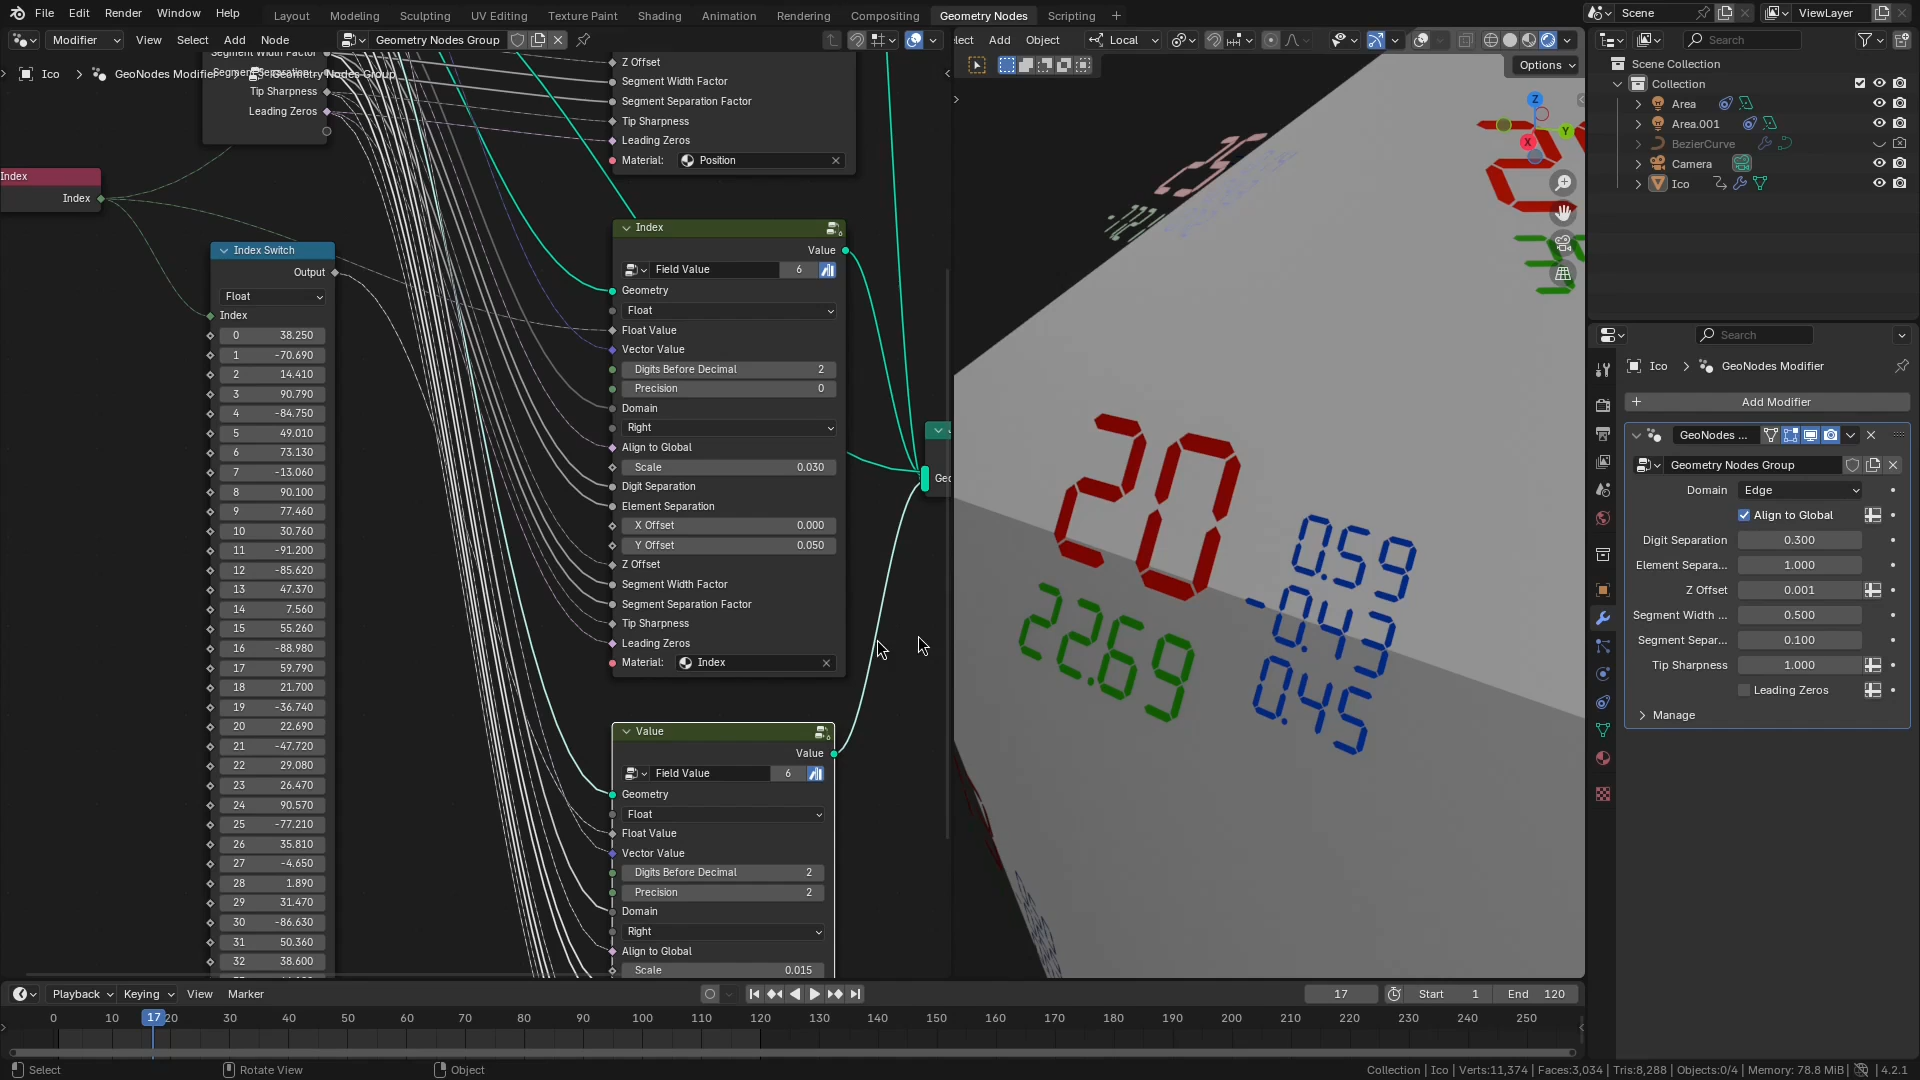 File Edit Render Window Help
Layout Modeling Sculpting UV Editing Texture Paint Shading Animation Rendering Compositing Geometry Nodes Scripting +
Scene ViewLayer
Modifier View Select Add Node Geometry Nodes Group
Add Object Local
Search
Ico > GeoNodes Modifie
Geometry Nodes Group
Tip Sharpness
Leading Zeros
Index
Index
Index Switch
Output
Float
Index
0 38.250
1 -70.690
2 14.410
3 90.790
4 -84.750
5 49.010
6 73.130
7 -13.060
8 90.100
9 77.460
10 30.760
11 -91.200
12 -85.620
13 47.370
14 7.560
15 55.260
16 -88.980
17 59.790
18 21.700
19 -36.740
20 22.690
21 -47.720
22 29.080
23 26.470
24 90.570
25 -77.210
26 35.810
27 -4.650
28 1.890
29 31.470
30 -86.630
31 50.360
32 38.600
Z Offset
Segment Width Factor
Segment Separation Factor
Tip Sharpness
Leading Zeros
Material: Position
Index
Value
Field Value 6
Geometry
Float
Float Value
Vector Value
Digits Before Decimal 2
Precision 0
Domain
Right
Align to Global
Scale 0.030
Digit Separation
Element Separation
X Offset 0.000
Y Offset 0.050
Z Offset
Segment Width Factor
Segment Separation Factor
Tip Sharpness
Leading Zeros
Material: Index
Value
Value
Field Value 6
Geometry
Float
Float Value
Vector Value
Digits Before Decimal 2
Precision 2
Domain
Right
Align to Global
Scale 0.015
Options
Z
Y
X
20
22.69
0.59
-0.43
0.45
Scene Collection
Collection
Area
Area.001
BezierCurve
Camera
Ico
Search
Ico > GeoNodes Modifier
+ Add Modifier
GeoNodes ...
Geometry Nodes Group
Domain Edge
Align to Global
Digit Separation 0.300
Element Separa... 1.000
Z Offset 0.001
Segment Width ... 0.500
Segment Separ... 0.100
Tip Sharpness 1.000
Leading Zeros
Manage
Playback Keying View Marker
17 Start 1 End 120
0 10 17 20 30 40 50 60 70 80 90 100 110 120 130 140 150 160 170 180 190 200 210 220 230 240 250
Select Rotate View Object
Collection | Ico | Verts:11,374 | Faces:3,034 | Tris:8,288 | Objects:0/4 | Memory: 78.8 MiB | 4.2.1